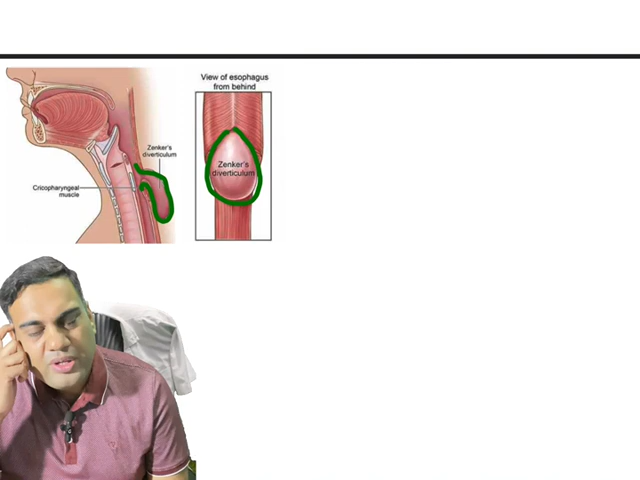 View of esophagus
from behind
Zenker's
diverticulum
Cricopharyngeal
muscle
Zenker's
diverticulum